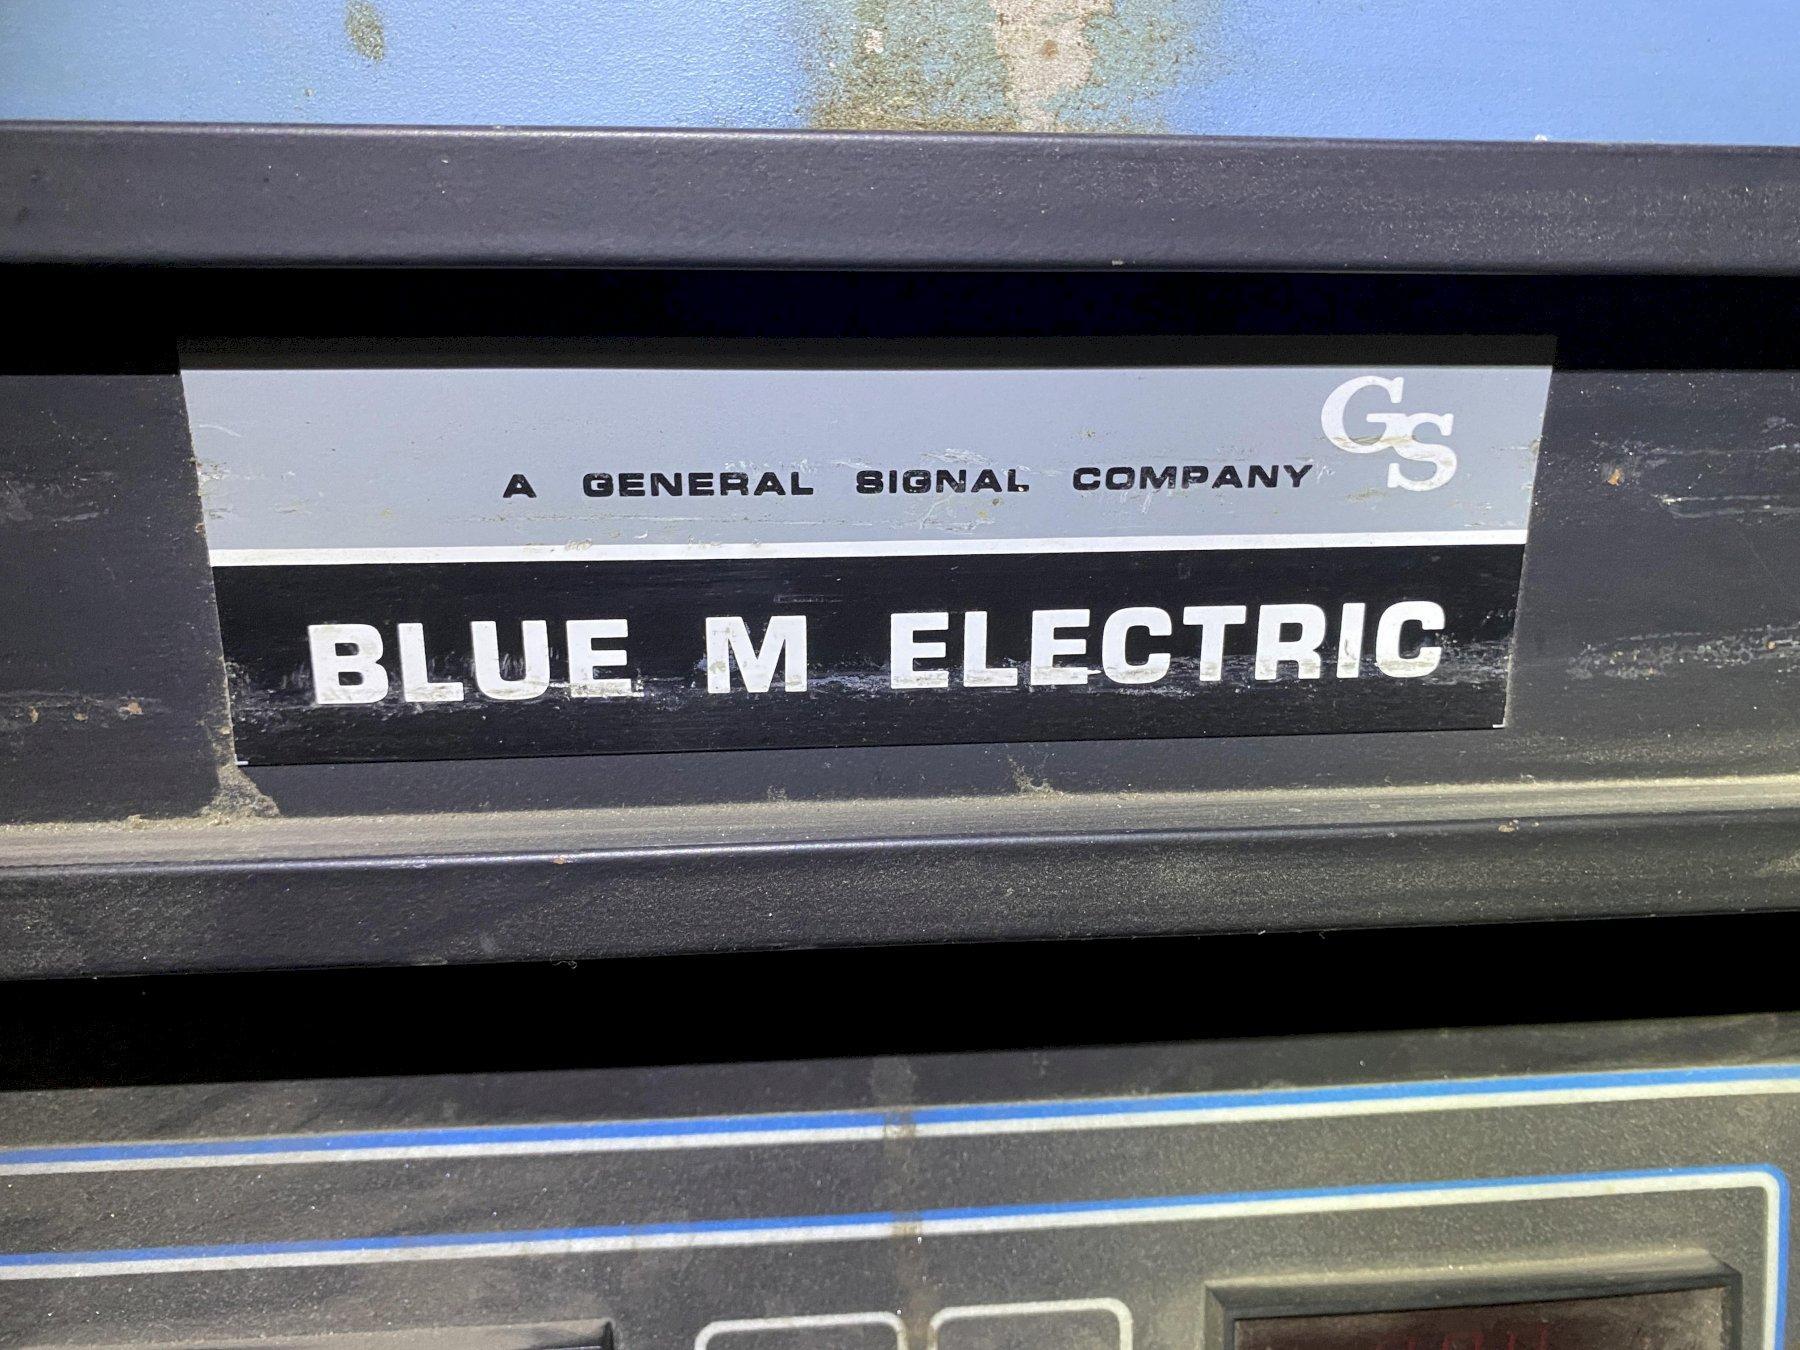 GS
A GENERAL SIGNAL COMPANY
BLUE M ELECTRIC